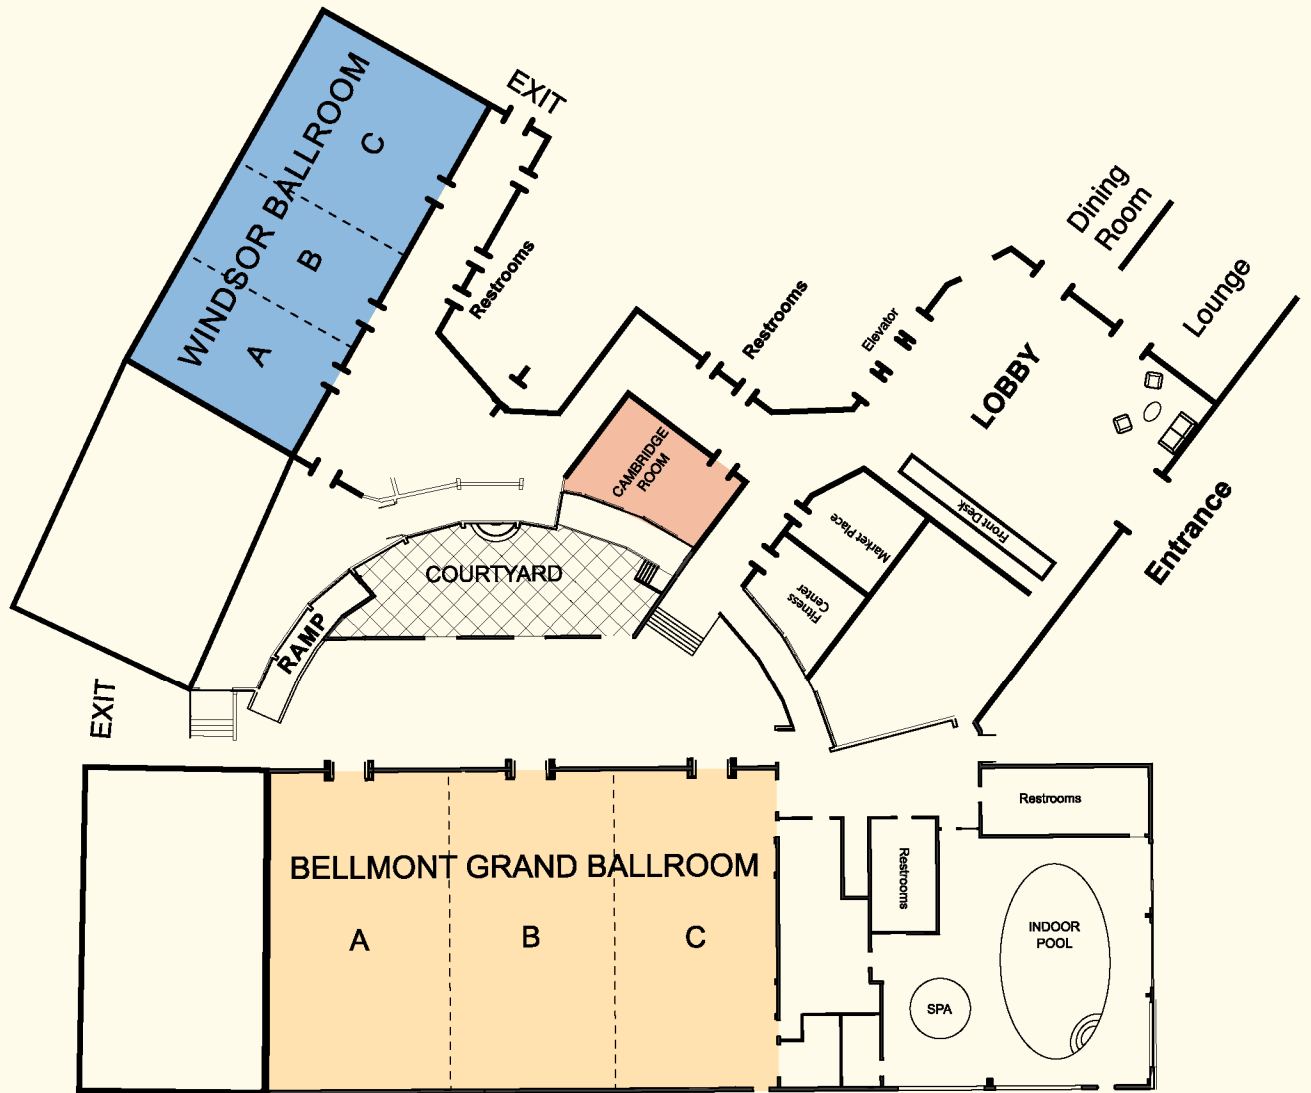 EXIT
WINDSOR BALLROOM
C
B
A
Restrooms
Restrooms
Elevator
Dining
Room
Lounge
LOBBY
CAMBRIDGE
ROOM
Front Desk
Market Place
Entrance
Fitness
Center
COURTYARD
RAMP
EXIT
BELLMONT GRAND BALLROOM
A
B
C
Restrooms
Restrooms
INDOOR
POOL
SPA